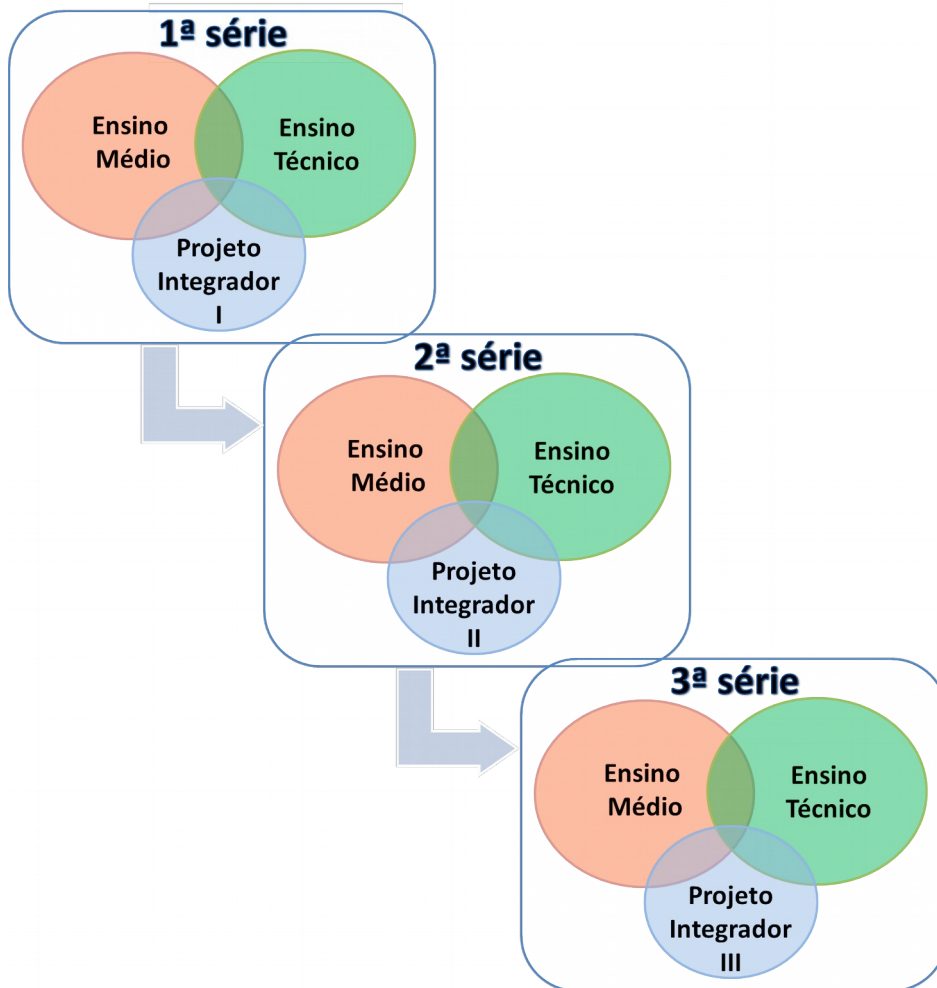 1ª série
Ensino
Médio
Ensino
Técnico
Projeto
Integrador
I
2ª série
Ensino
Médio
Ensino
Técnico
Projeto
Integrador
II
3ª série
Ensino
Médio
Ensino
Técnico
Projeto
Integrador
III